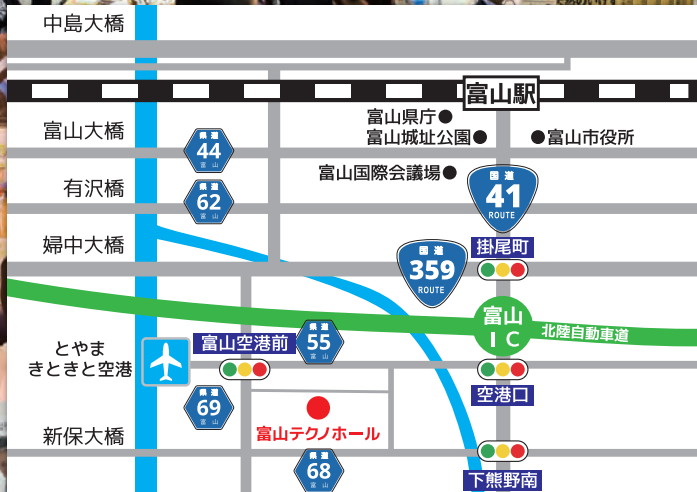 中島大橋
富山駅
富山県庁●
富山城址公園●
●富山市役所
富山大橋
県道
44
富山
富山国際会議場●
国道
41
ROUTE
有沢橋
県道
62
富山
婦中大橋
掛尾町
国道
359
ROUTE
富山
IC
北陸自動車道
とやま
きときと空港
富山空港前
県道
55
富山
空港口
県道
69
富山
富山テクノホール
新保大橋
県道
68
富山
下熊野南